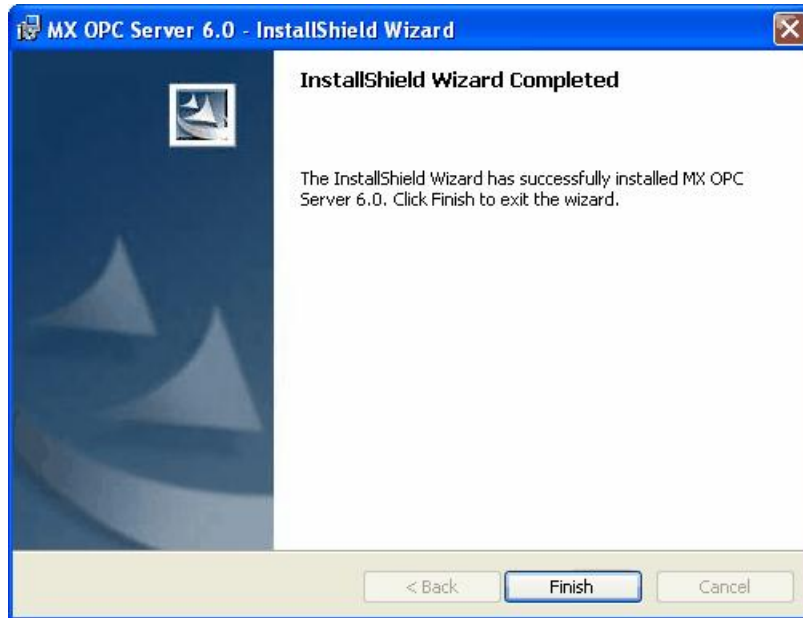 MX OPC Server 6.0 - InstallShield Wizard
InstallShield Wizard Completed
The InstallShield Wizard has successfully installed MX OPC
Server 6.0. Click Finish to exit the wizard.
< Back
Finish
Cancel